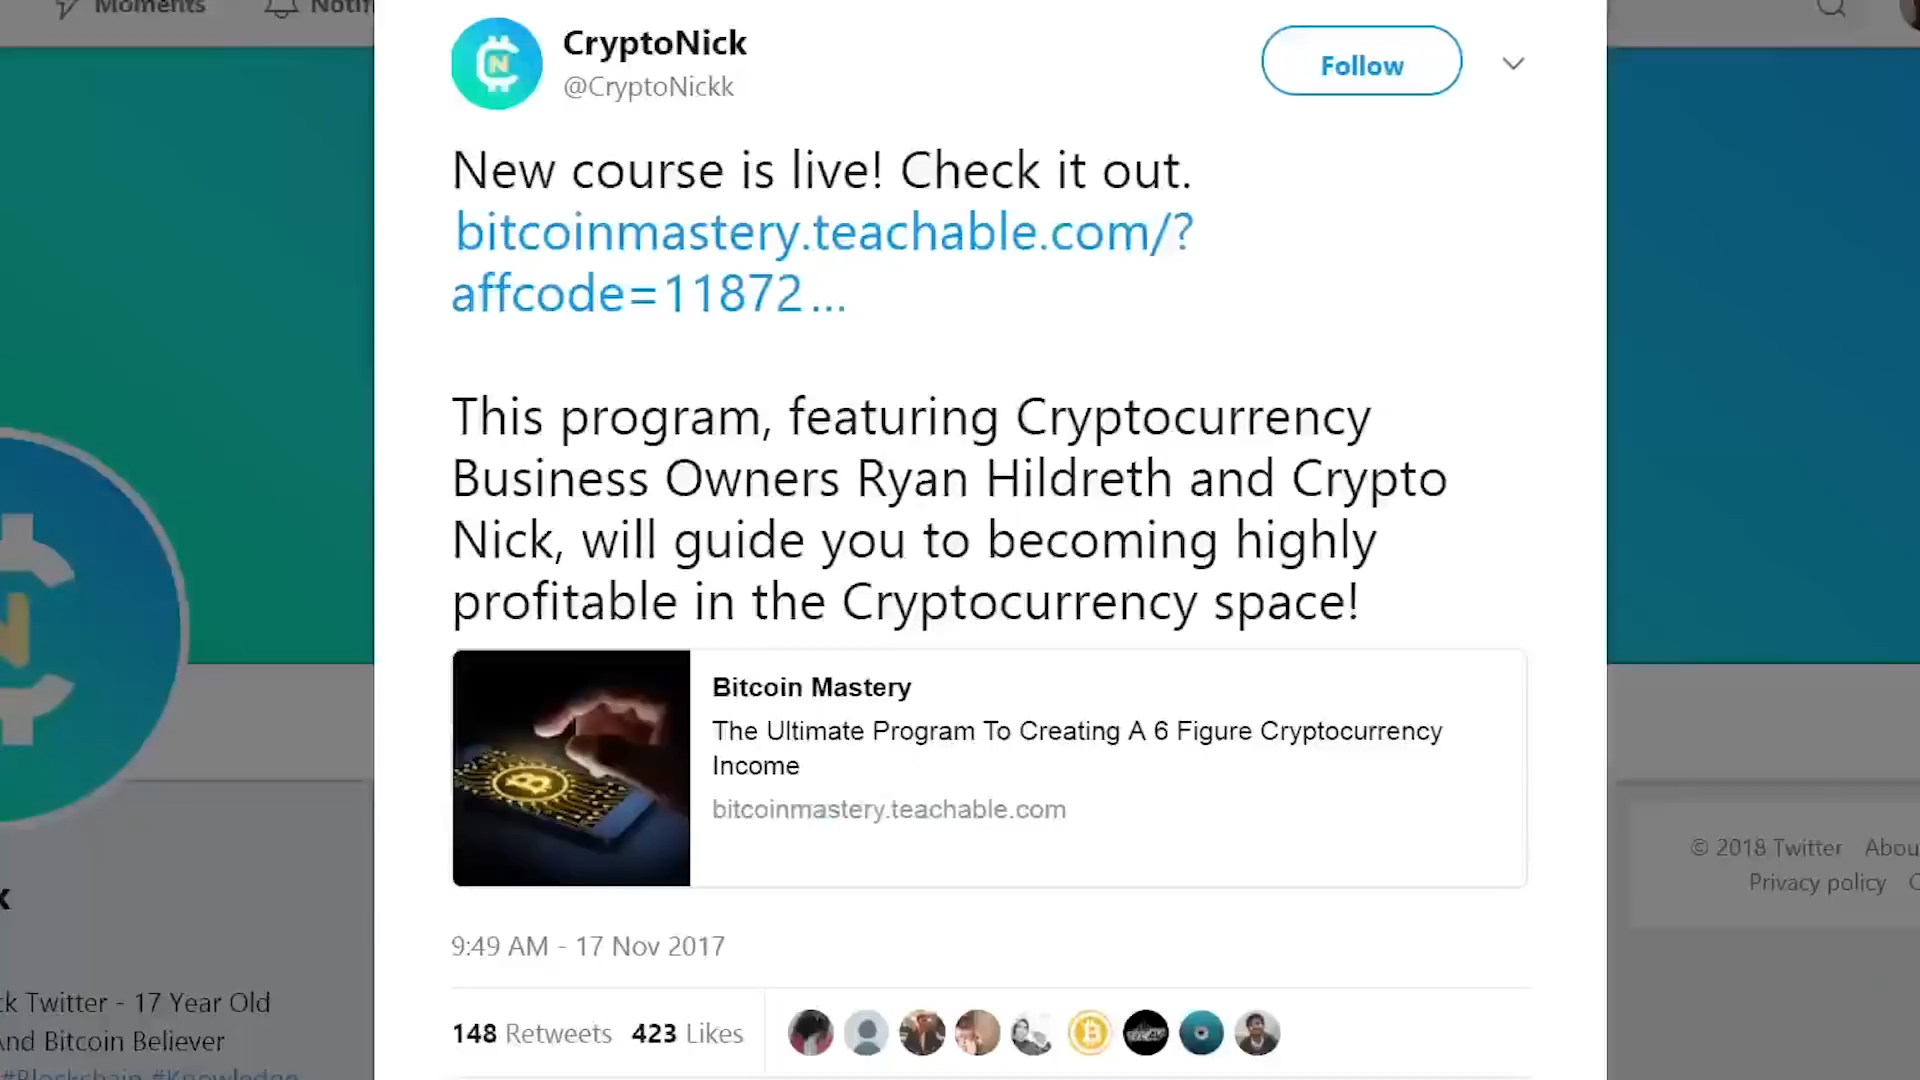 Moments
CryptoNick
@CryptoNickk
Follow
New course is live! Check it out.
bitcoinmastery.teachable.com/?
affcode=11872...
This program, featuring Cryptocurrency
Business Owners Ryan Hildreth and Crypto
Nick, will guide you to becoming highly
profitable in the Cryptocurrency space!
Bitcoin Mastery
The Ultimate Program To Creating A 6 Figure Cryptocurrency
Income
bitcoinmastery.teachable.com
9:49 AM - 17 Nov 2017
148 Retweets 423 Likes
© 2018 Twitter
Privacy policy
Twitter - 17 Year Old
And Bitcoin Believer
#Blockchain #Knowledge